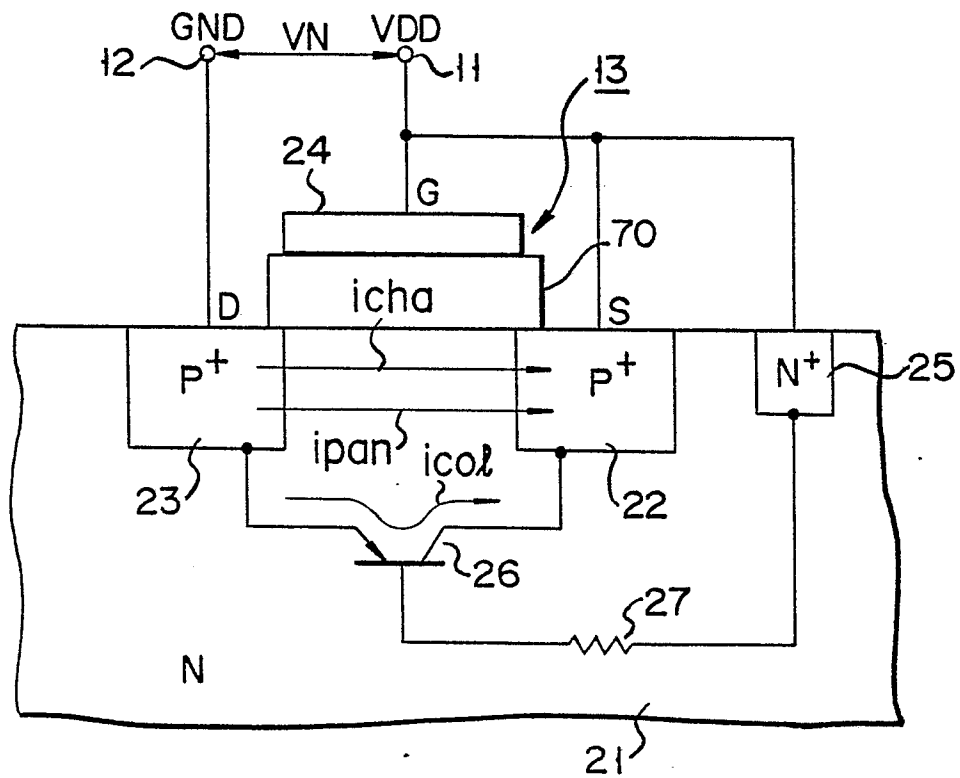 GND VN VDD
12 11
13
24
G
70
icha
D S
P+ P+ N+ 25
ipan
icol
23 22
26
27
N
21